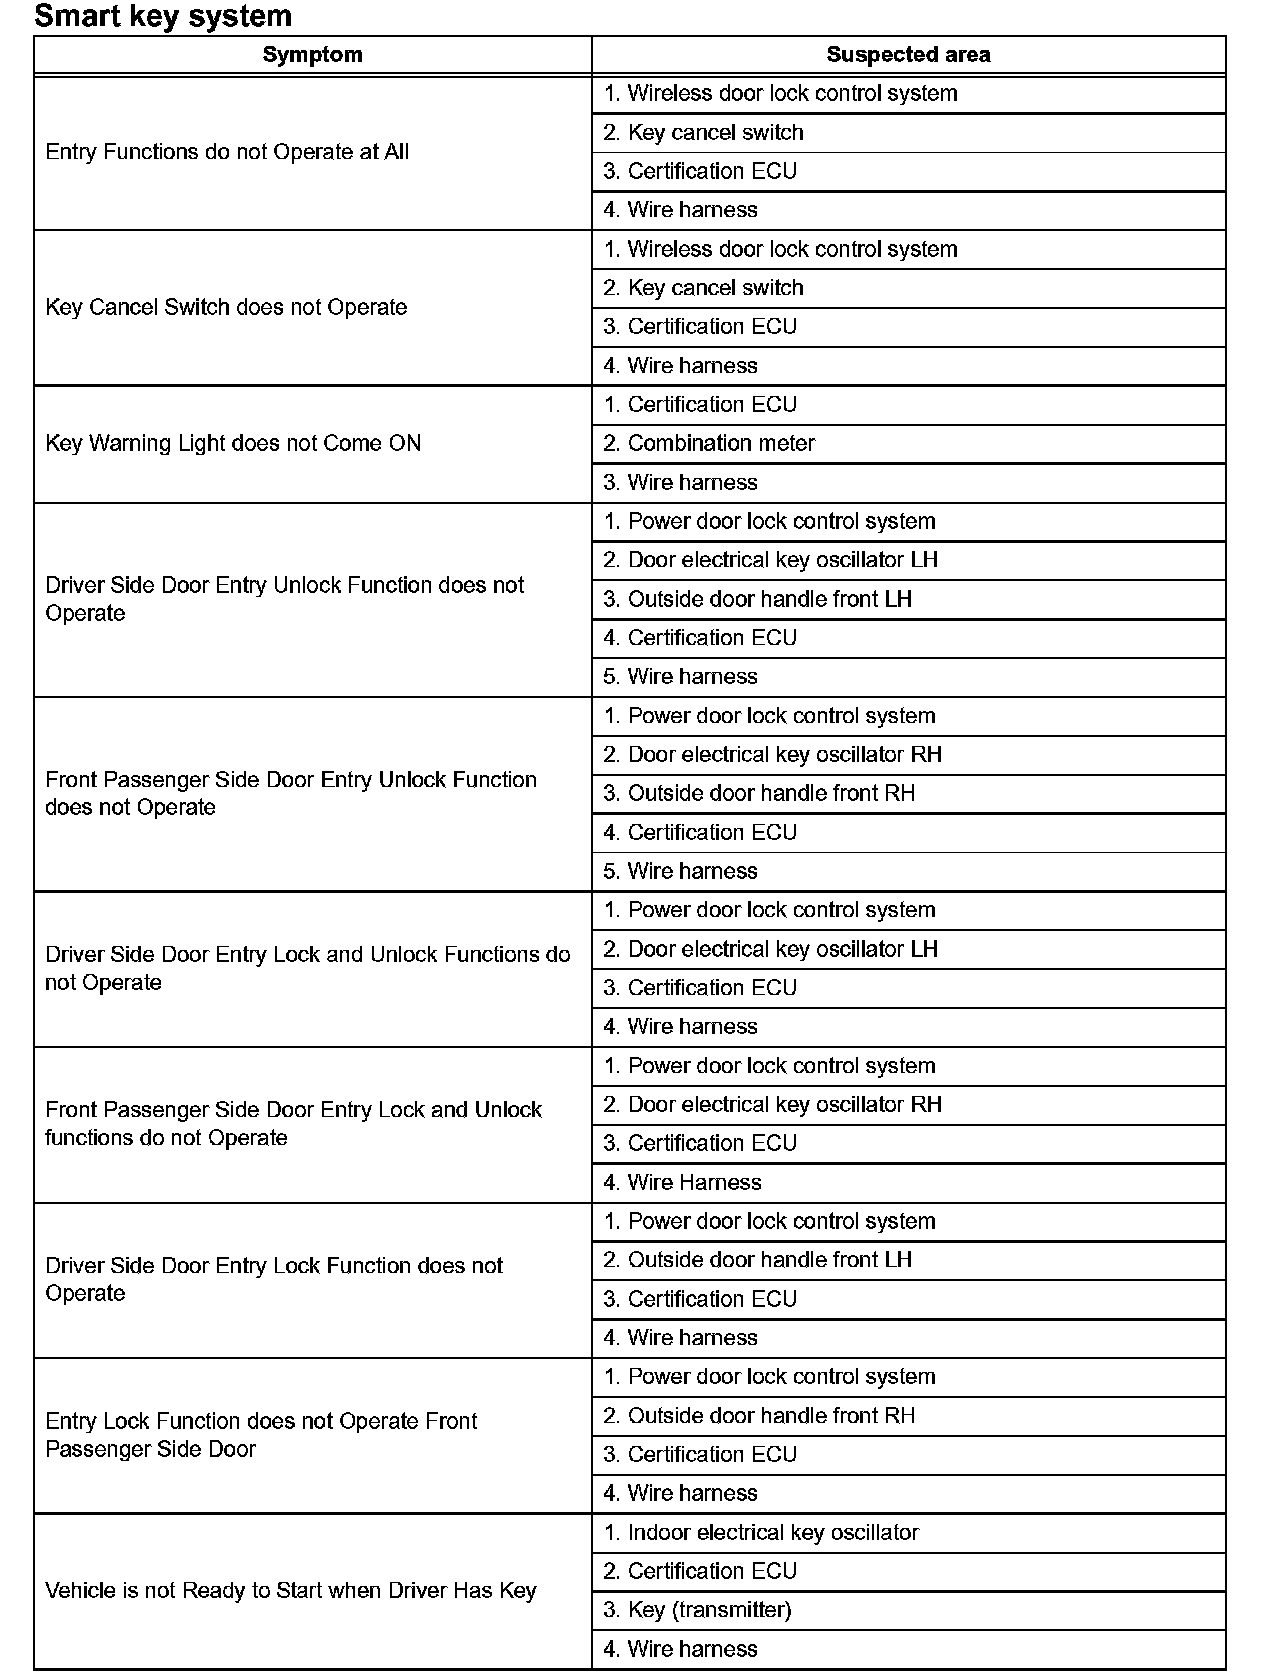 Smart key system
Symptom
Suspected area
Entry Functions do not Operate at All
1. Wireless door lock control system
2. Key cancel switch
3. Certification ECU
4. Wire harness
Key Cancel Switch does not Operate
1. Wireless door lock control system
2. Key cancel switch
3. Certification ECU
4. Wire harness
Key Warning Light does not Come ON
1. Certification ECU
2. Combination meter
3. Wire harness
Driver Side Door Entry Unlock Function does not
Operate
1. Power door lock control system
2. Door electrical key oscillator LH
3. Outside door handle front LH
4. Certification ECU
5. Wire harness
Front Passenger Side Door Entry Unlock Function
does not Operate
1. Power door lock control system
2. Door electrical key oscillator RH
3. Outside door handle front RH
4. Certification ECU
5. Wire harness
Driver Side Door Entry Lock and Unlock Functions do
not Operate
1. Power door lock control system
2. Door electrical key oscillator LH
3. Certification ECU
4. Wire harness
Front Passenger Side Door Entry Lock and Unlock
functions do not Operate
1. Power door lock control system
2. Door electrical key oscillator RH
3. Certification ECU
4. Wire Harness
Driver Side Door Entry Lock Function does not
Operate
1. Power door lock control system
2. Outside door handle front LH
3. Certification ECU
4. Wire harness
Entry Lock Function does not Operate Front
Passenger Side Door
1. Power door lock control system
2. Outside door handle front RH
3. Certification ECU
4. Wire harness
Vehicle is not Ready to Start when Driver Has Key
1. Indoor electrical key oscillator
2. Certification ECU
3. Key (transmitter)
4. Wire harness